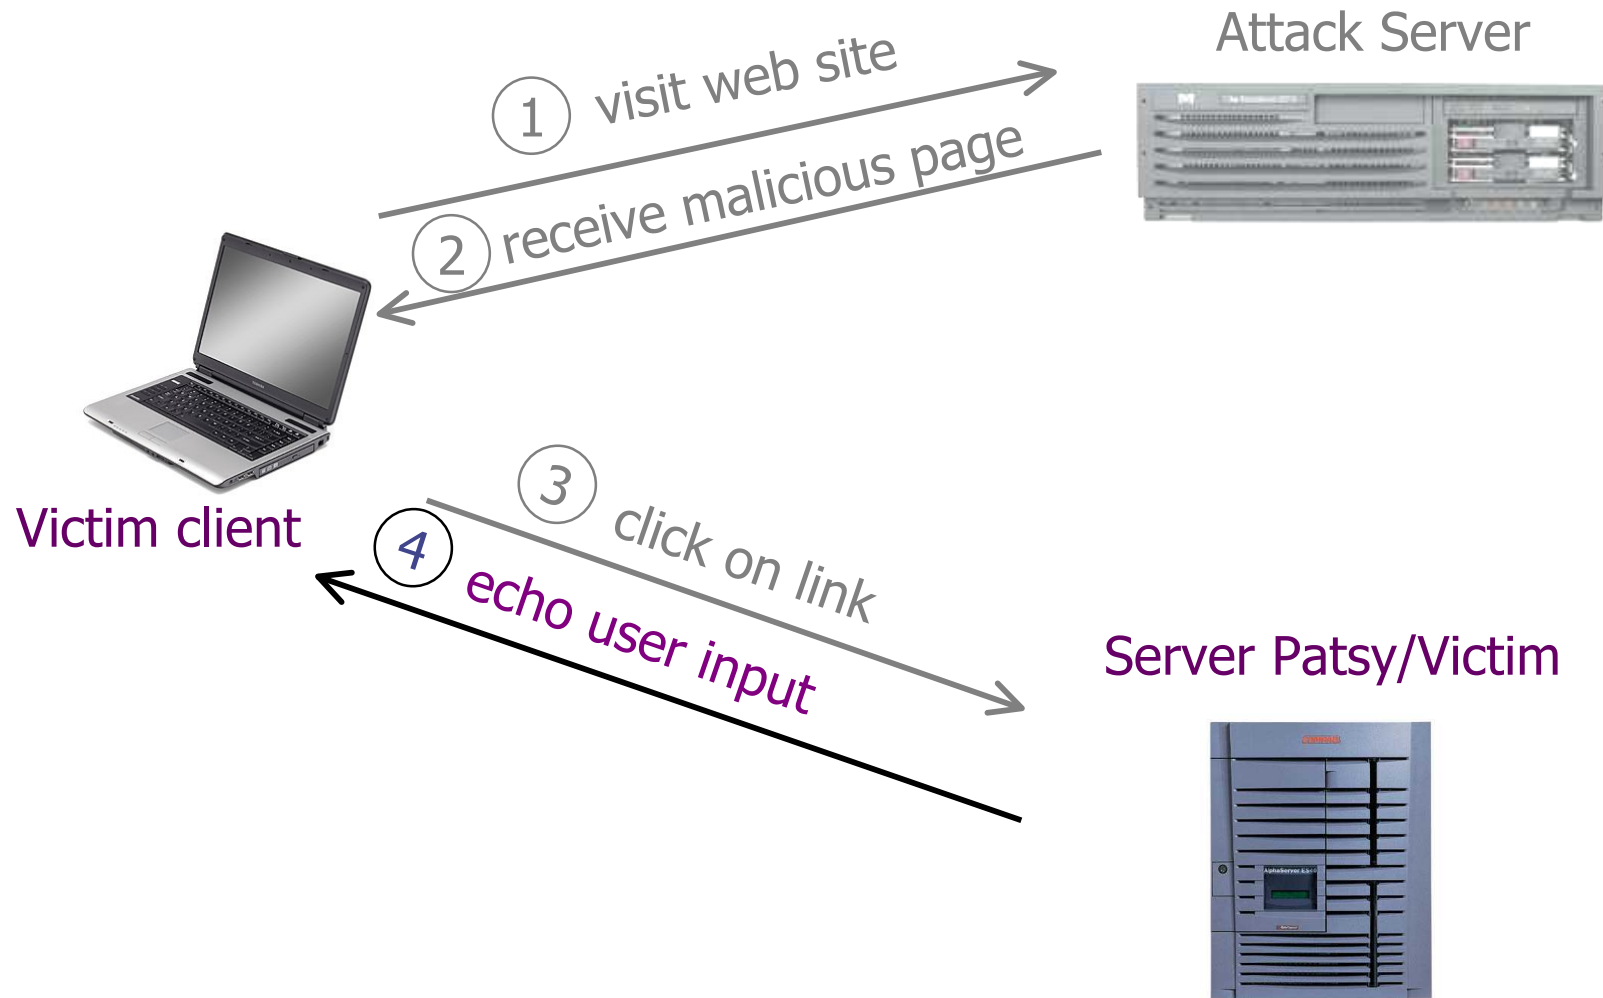 Attack Server
1 visit web site
2 receive malicious page
Victim client
3 click on link
4 echo user input
Server Patsy/Victim